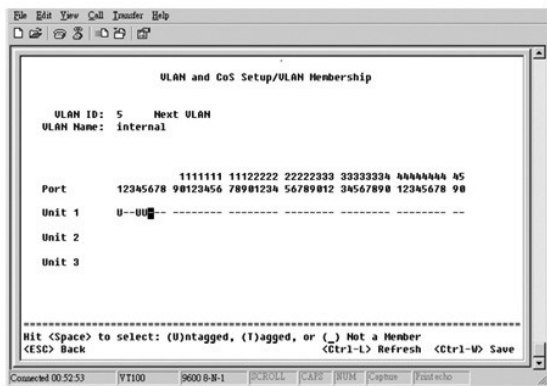 File Edit View Call Transfer Help
VLAN and CoS Setup/VLAN Membership
VLAN ID: 5 Next VLAN
VLAN Name: internal
1111111 11122222 22222333 33333334 44444444 45
Port 12345678 90123456 78901234 56789012 34567890 12345678 90
Unit 1 U--UU--- -------- -------- -------- -------- -------- --
Unit 2
Unit 3
Hit <Space> to select: (U)ntagged, (T)agged, or (_) Not a Member
<ESC> Back <Ctrl-L> Refresh <Ctrl-W> Save
Connected 00:52:53 VT100 9600 8-N-1 SCROLL CAPS NUM Capture Print echo